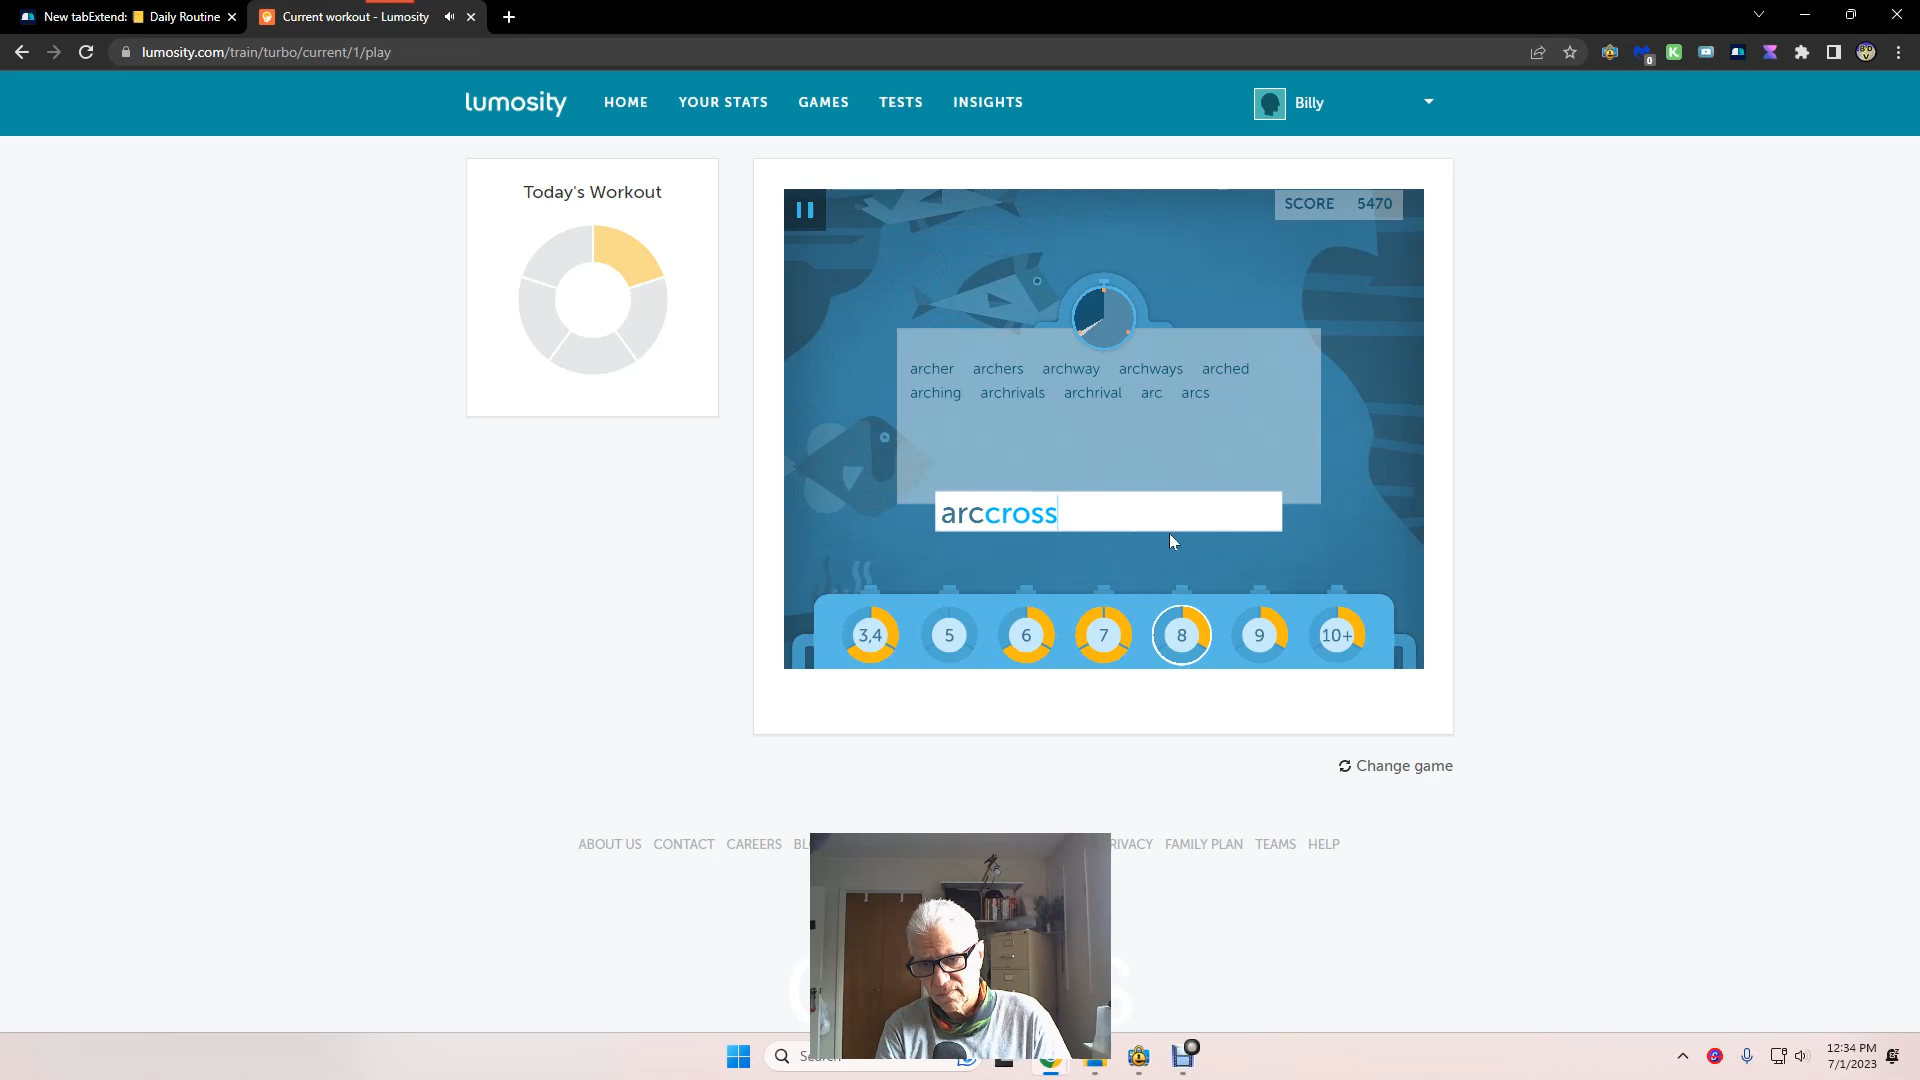 New tabExtend: Daily Routine
Current workout - Lumosity
lumosity.com/train/turbo/current/1/play
0
K
lumosity HOME YOUR STATS GAMES TESTS INSIGHTS Billy
Today's Workout
SCORE 5470
archer archers archway archways arched
arching archrivals archrival arc arcs
arccross
3,4 5 6 7 8 9 10+
Change game
ABOUT US CONTACT CAREERS FAMILY PLAN TEAMS HELP
12:34 PM
7/1/2023